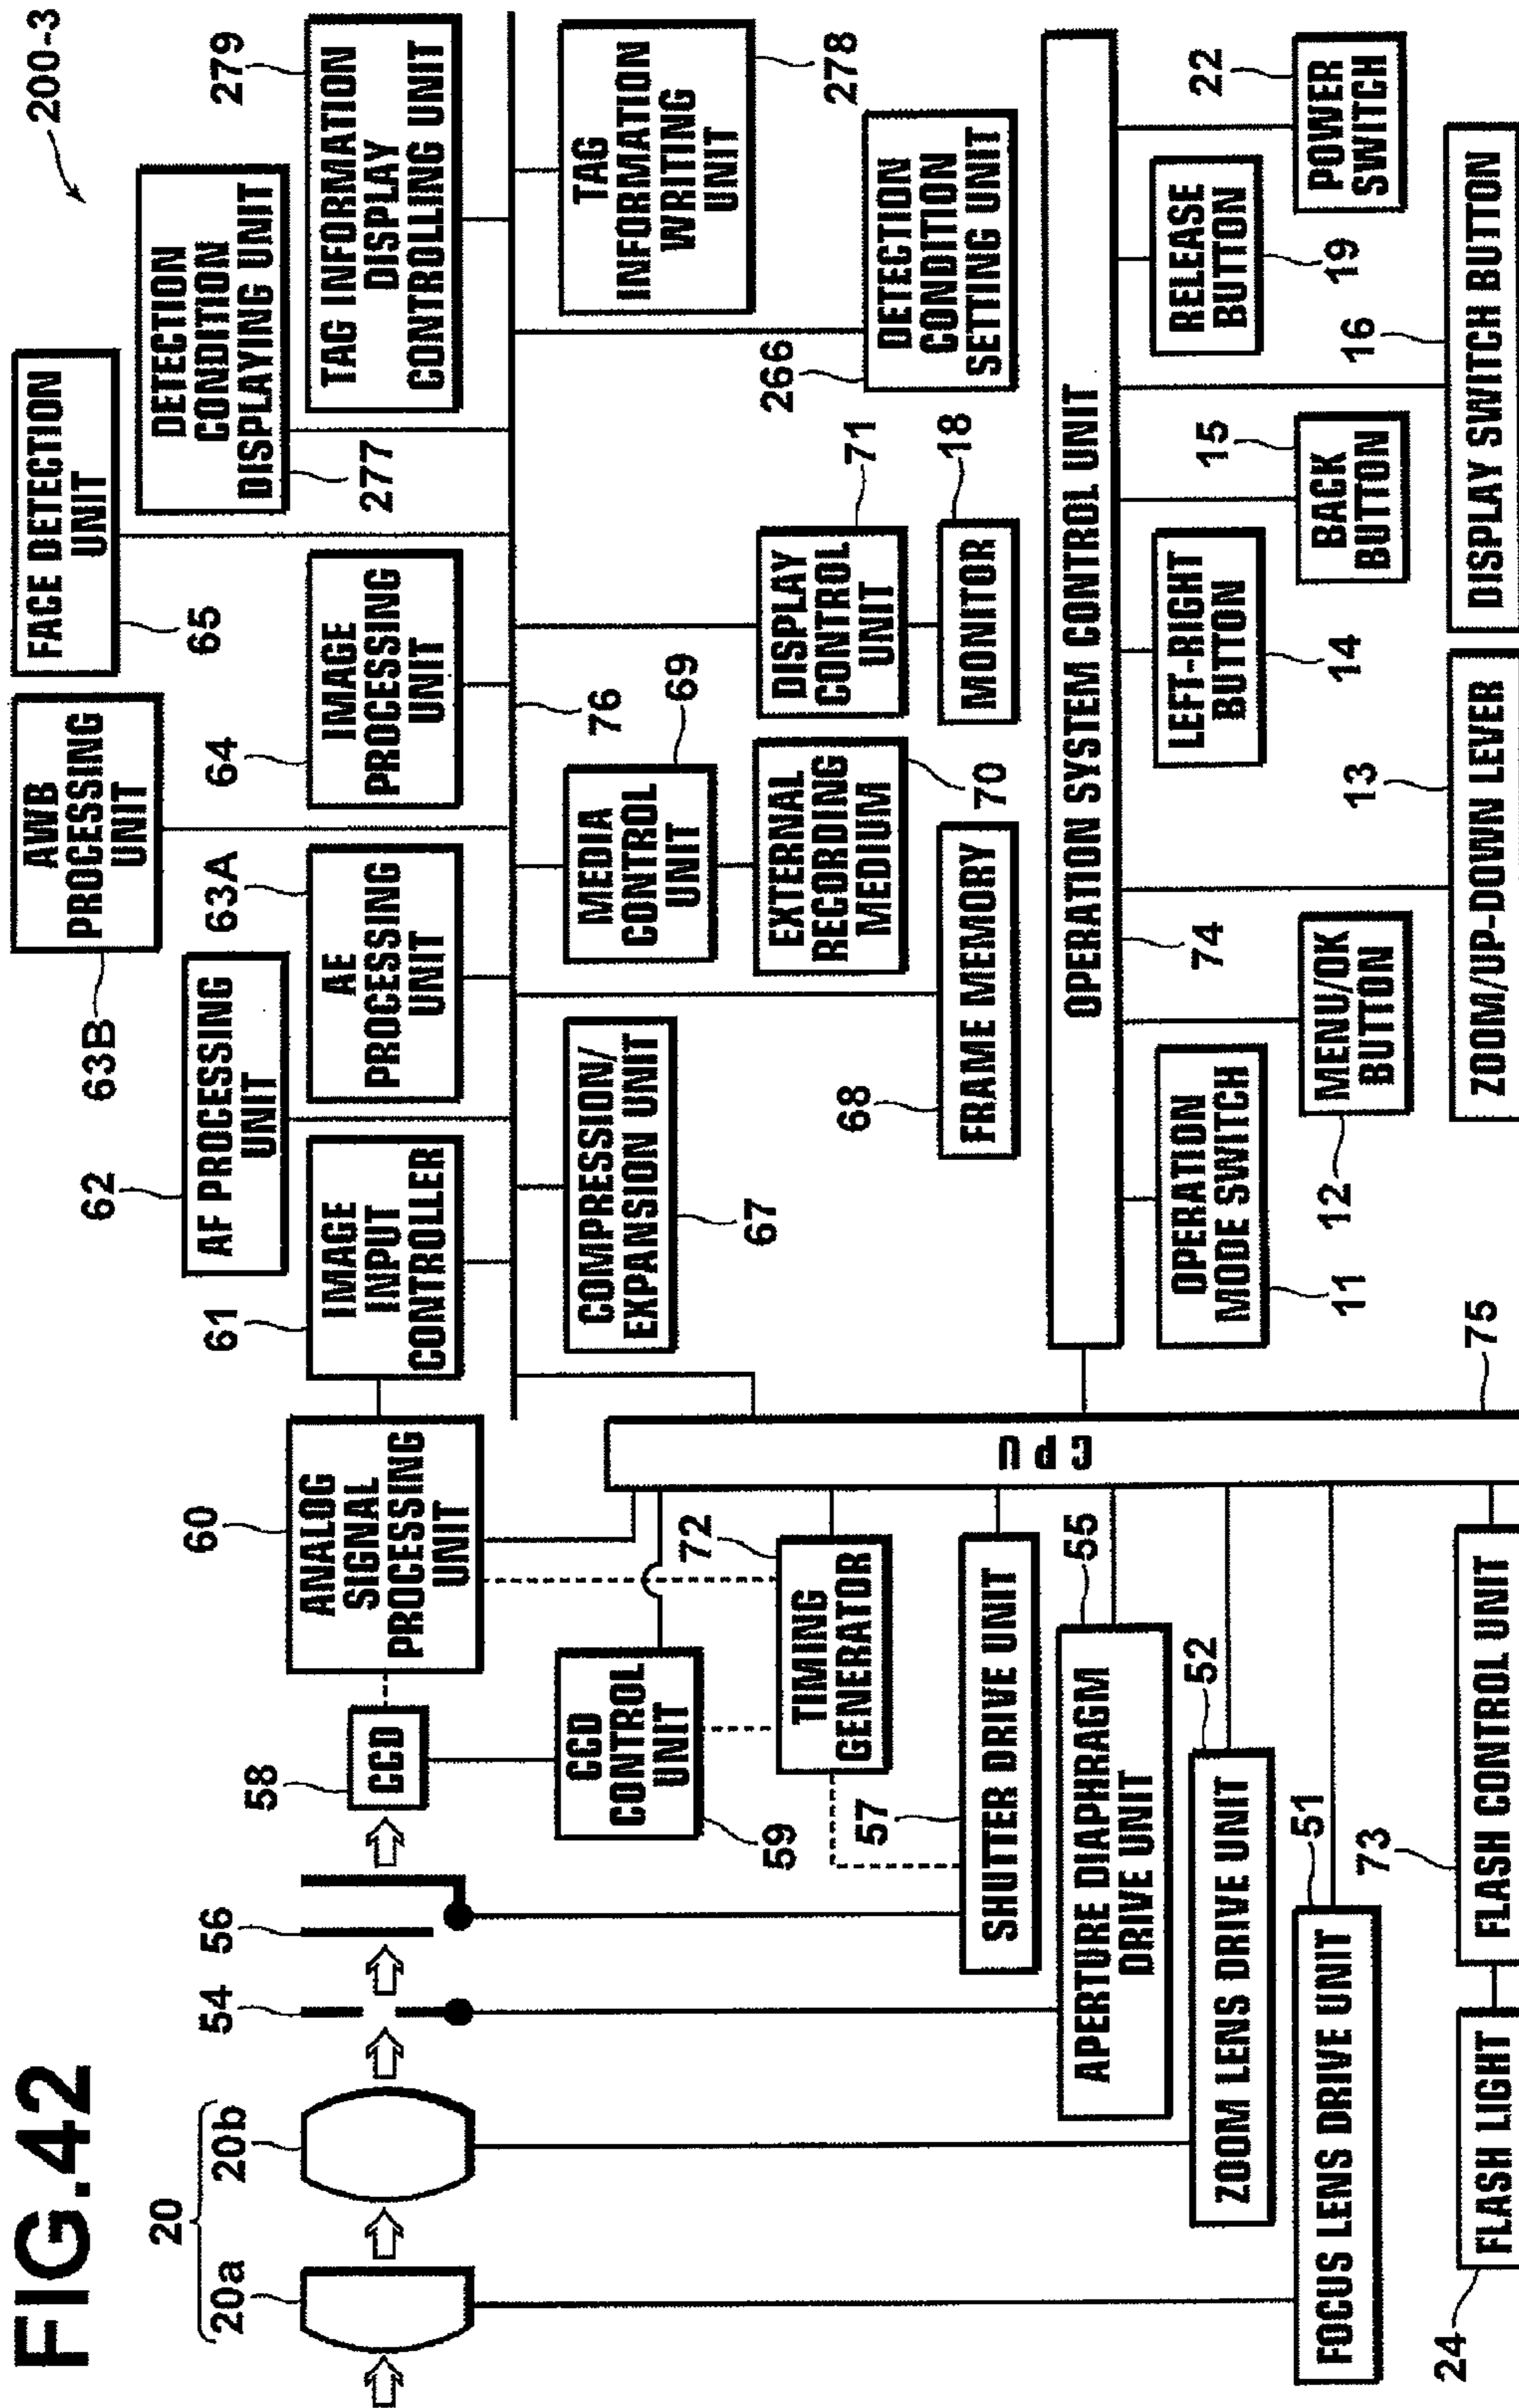 FIG.42
200-3
20
20a
20b
54
56
58
CCD
60
ANALOG
SIGNAL
PROCESSING
UNIT
61
IMAGE
INPUT
CONTROLLER
62
AF PROCESSING
UNIT
63B
AWB
PROCESSING
UNIT
63A
AE
PROCESSING
UNIT
64
IMAGE
PROCESSING
UNIT
65
FACE DETECTION
UNIT
277
DETECTION
CONDITION
DISPLAYING UNIT
279
TAG INFORMATION
DISPLAY
CONTROLLING UNIT
76
TAG
INFORMATION
WRITING
UNIT
278
266
DETECTION
CONDITION
SETTING UNIT
COMPRESSION/
EXPANSION UNIT
67
MEDIA
CONTROL
UNIT
69
EXTERNAL
RECORDING
MEDIUM
70
68
FRAME MEMORY
DISPLAY
CONTROL
UNIT
71
MONITOR
18
CCD
CONTROL
UNIT
59
72
TIMING
GENERATOR
57
SHUTTER DRIVE UNIT
55
APERTURE DIAPHRAGM
DRIVE UNIT
52
ZOOM LENS DRIVE UNIT
51
FOCUS LENS DRIVE UNIT
73
FLASH CONTROL UNIT
24
FLASH LIGHT
CPU
75
OPERATION SYSTEM CONTROL UNIT
74
OPERATION
MODE SWITCH
11
MENU/OK
BUTTON
12
13
ZOOM/UP-DOWN LEVER
LEFT-RIGHT
BUTTON
14
15
BACK
BUTTON
16
DISPLAY SWITCH BUTTON
RELEASE
BUTTON
19
22
POWER
SWITCH